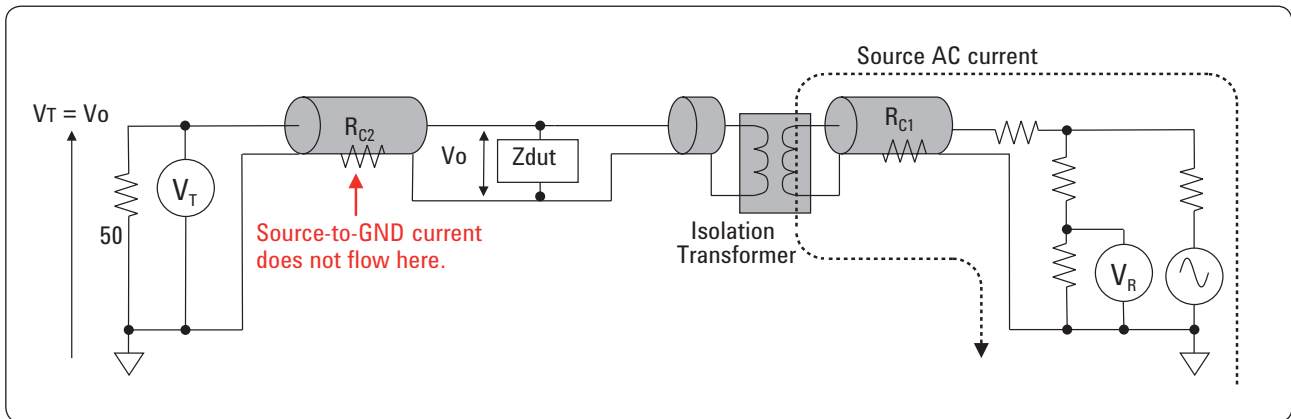 Source AC current
VT = Vo
RC2
RC1
Vo
Zdut
VT
50
Source-to-GND current
does not flow here.
Isolation
Transformer
VR